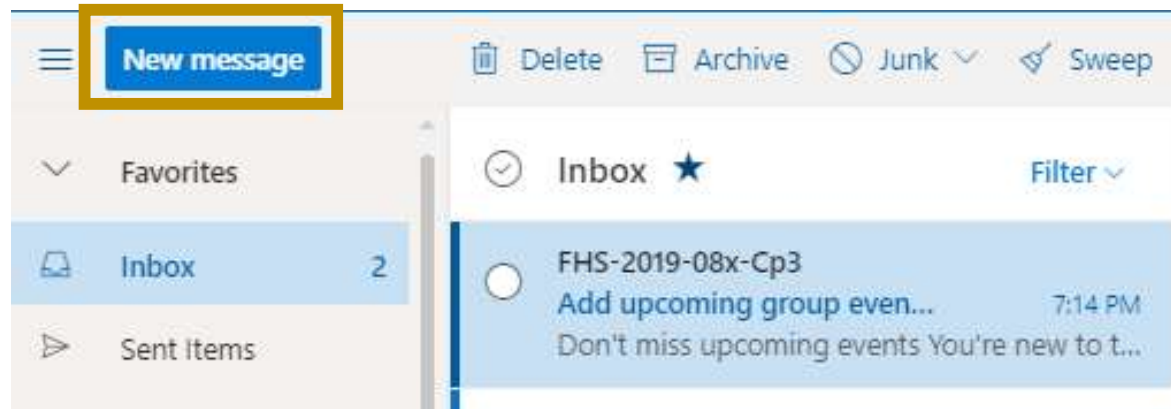 New message
Delete Archive Junk Sweep
Favorites
Inbox ★ Filter
Inbox 2
FHS-2019-08x-Cp3
Add upcoming group even... 7:14 PM
Don't miss upcoming events You're new to t...
Sent Items